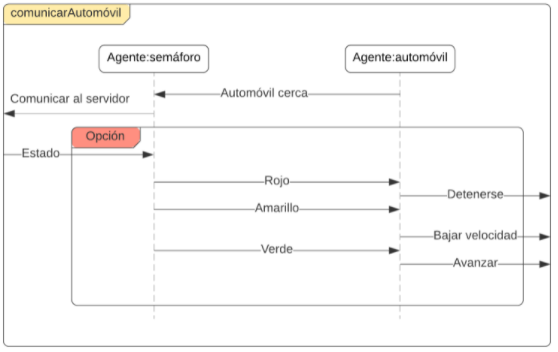 comunicarAutomóvil
Agente:semáforo
Agente:automóvil
Automóvil cerca
Comunicar al servidor
Opción
Estado
Rojo
Detenerse
Amarillo
Bajar velocidad
Verde
Avanzar